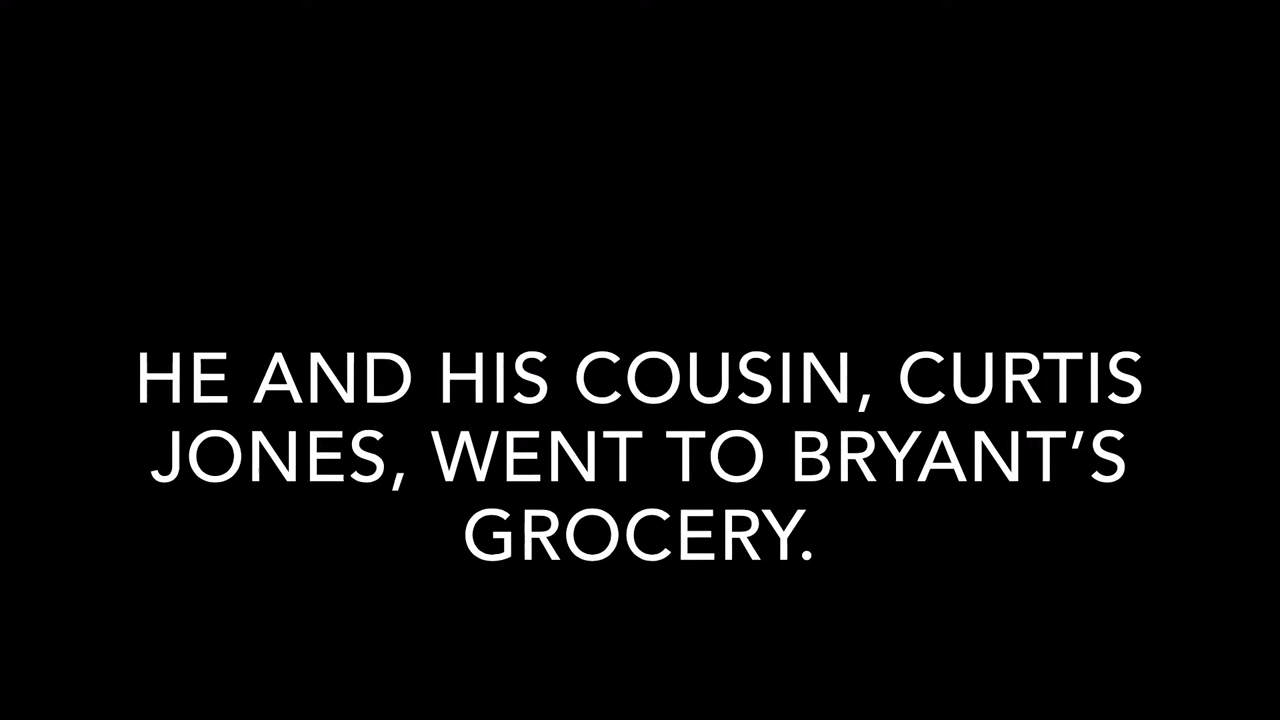 HE AND HIS COUSIN, CURTIS
JONES, WENT TO BRYANT’S
GROCERY.